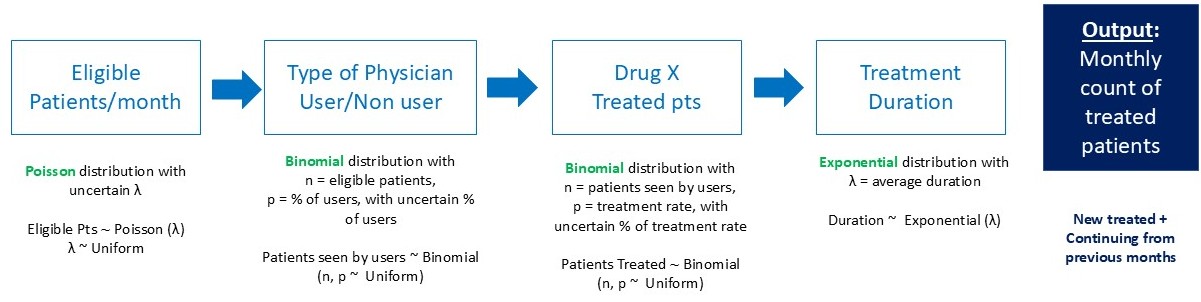 Eligible
Patients/month
Type of Physician
User/Non user
Drug X
Treated pts
Treatment
Duration
Output:
Monthly
count of
treated
patients
Poisson distribution with
uncertain λ
Eligible Pts ~ Poisson (λ)
λ ~ Uniform
Binomial distribution with
n = eligible patients,
p = % of users, with uncertain %
of users
Patients seen by users ~ Binomial
(n, p ~ Uniform)
Binomial distribution with
n = patients seen by users,
p = treatment rate, with
uncertain % of treatment rate
Patients Treated ~ Binomial
(n, p ~ Uniform)
Exponential distribution with
λ = average duration
Duration ~ Exponential (λ)
New treated +
Continuing from
previous months